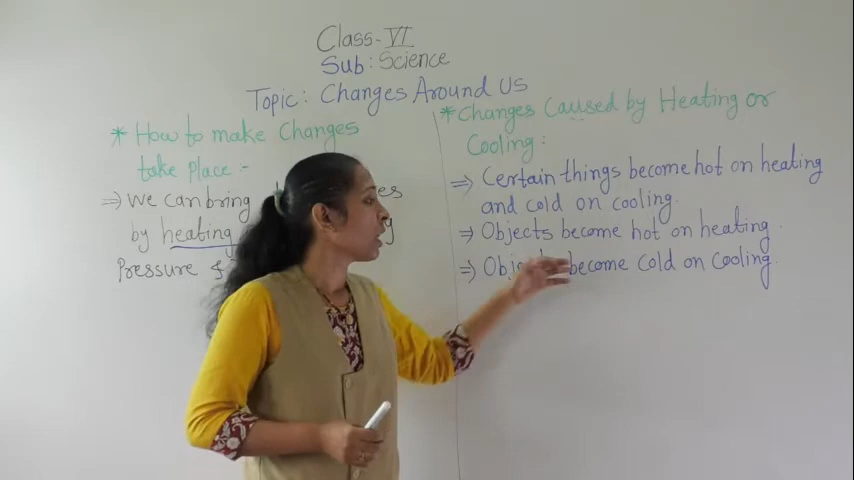 Class-VI
Sub: Science
Topic: Changes Around Us
* How to make Changes
take Place:-
⇒ We can bring
by heating
Pressure &
* Changes Caused by Heating or
Cooling:
⇒ Certain things become hot on heating
and cold on cooling.
⇒ Objects become hot on heating.
⇒ become cold on cooling.